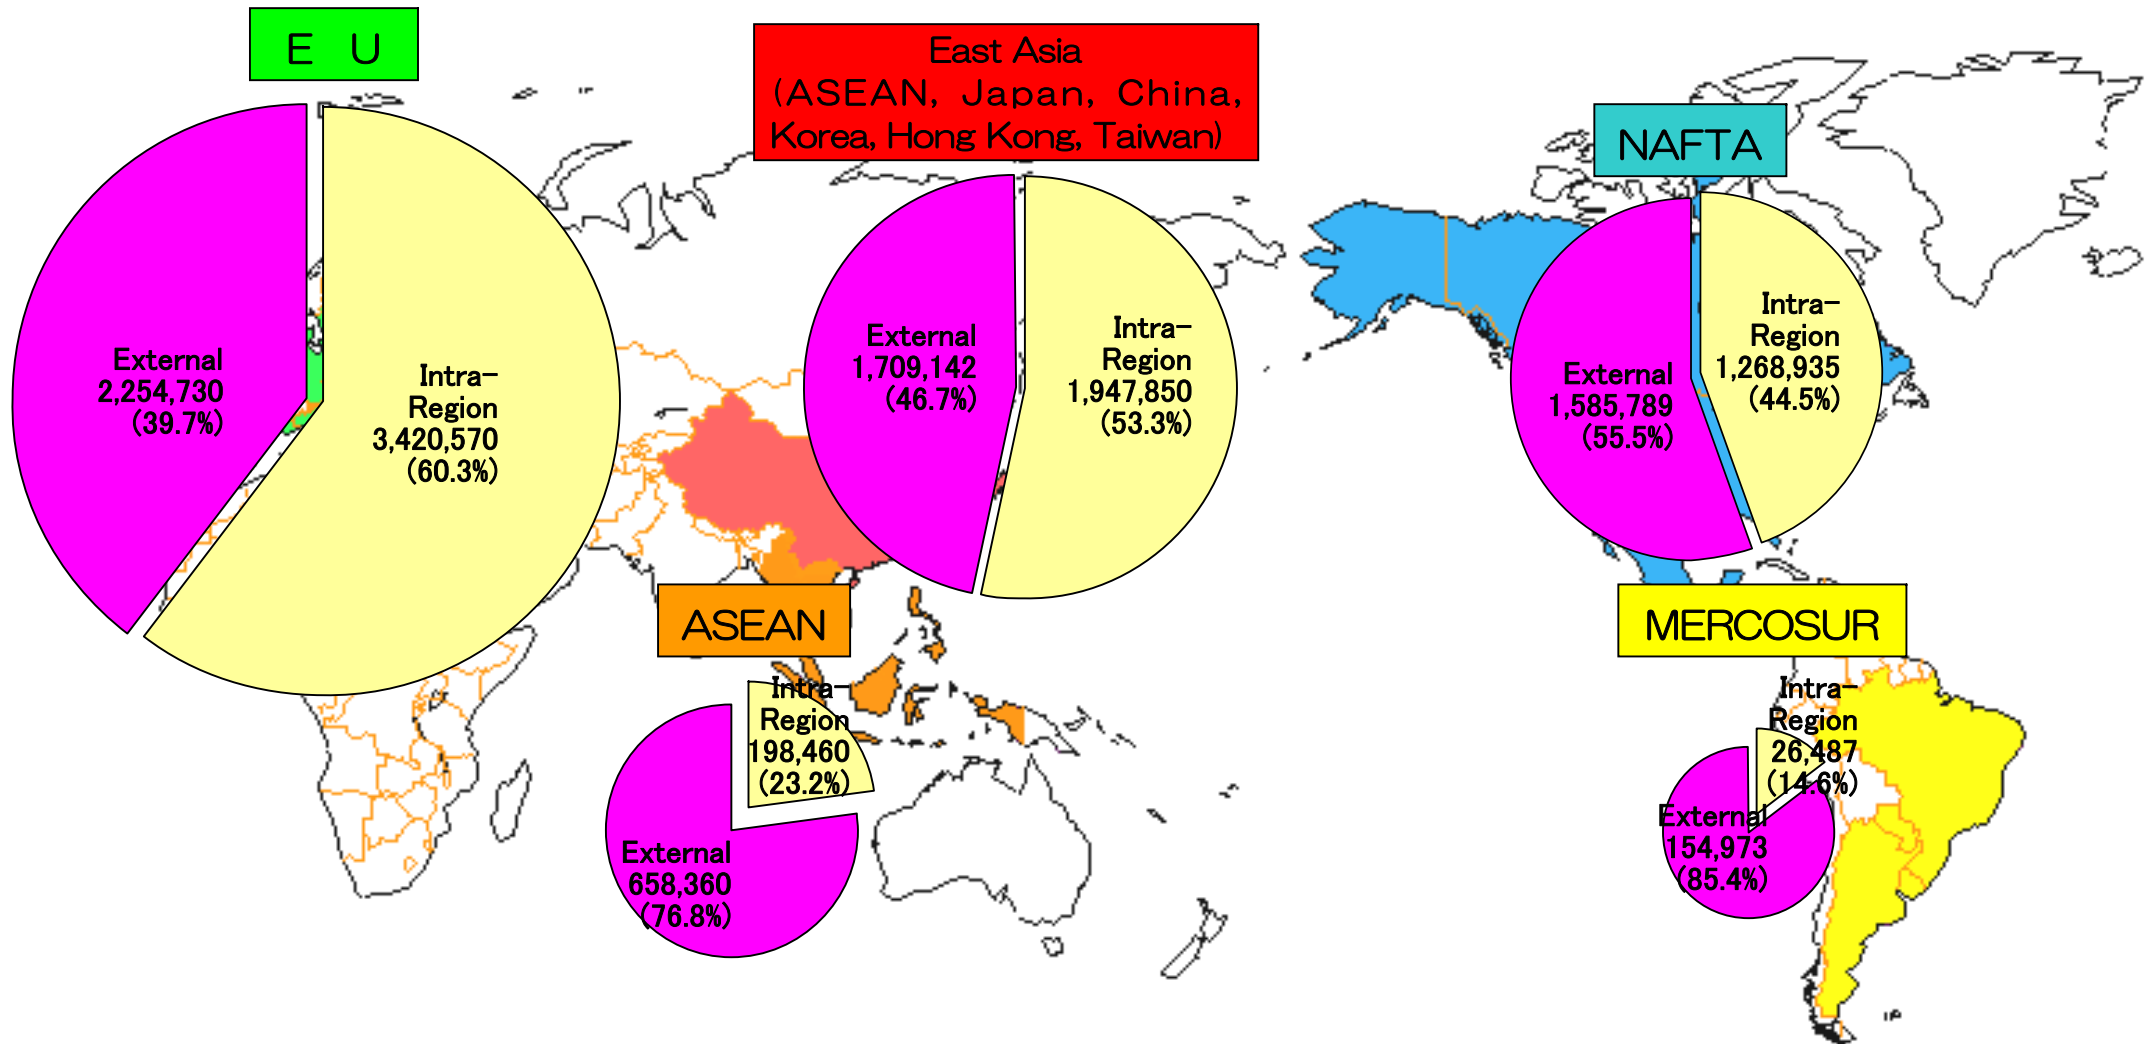 E U
East Asia
(ASEAN, Japan, China,
Korea, Hong Kong, Taiwan)
NAFTA
External
2,254,730
(39.7%)
Intra-
Region
3,420,570
(60.3%)
External
1,709,142
(46.7%)
Intra-
Region
1,947,850
(53.3%)
External
1,585,789
(55.5%)
Intra-
Region
1,268,935
(44.5%)
ASEAN
Intra-
Region
198,460
(23.2%)
External
658,360
(76.8%)
MERCOSUR
Intra-
Region
26,487
(14.6%)
External
154,973
(85.4%)